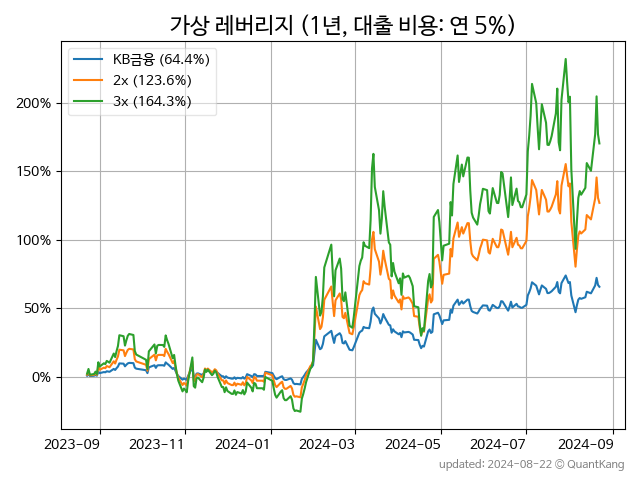 가상 레버리지 (1년, 대출 비용: 연 5%)
KB금융 (64.4%)
2x (123.6%)
3x (164.3%)
200%
150%
100%
50%
0%
2023-09 2023-11 2024-01 2024-03 2024-05 2024-07 2024-09
updated: 2024-08-22 © QuantKang